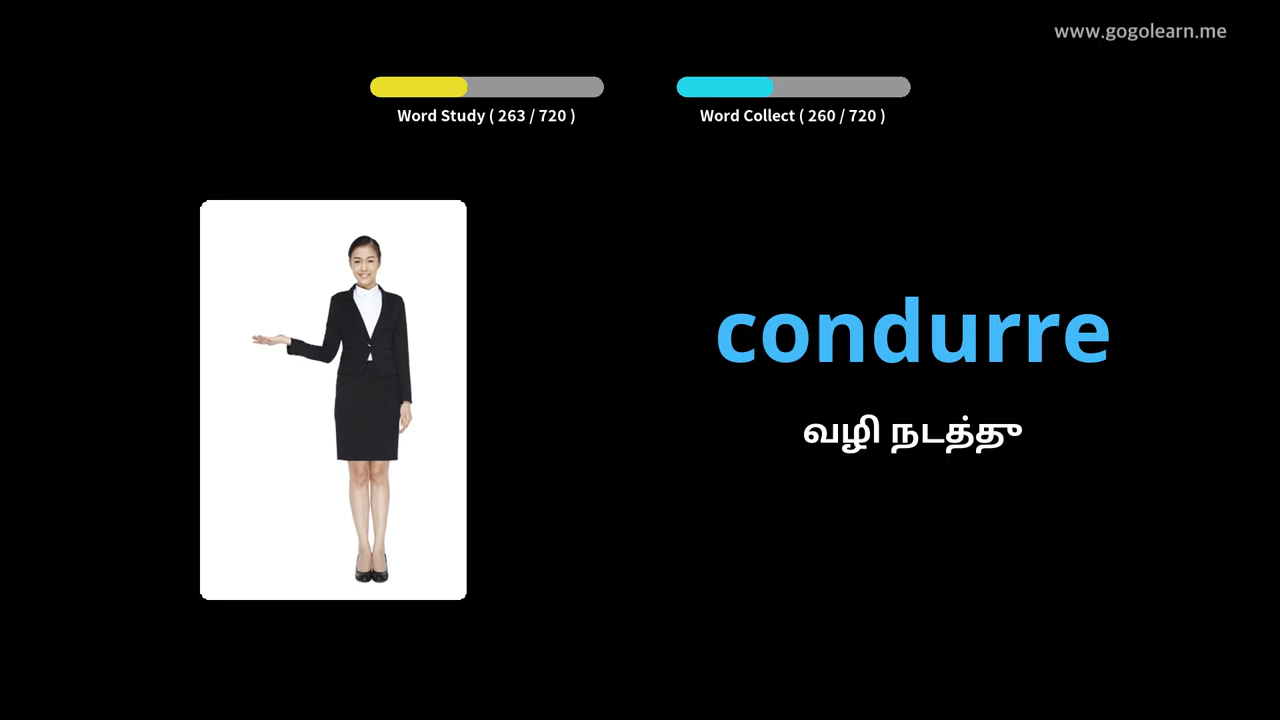 www.gogolearn.me
Word Study ( 263 / 720 )
Word Collect ( 260 / 720 )
condurre
வழி நடத்து